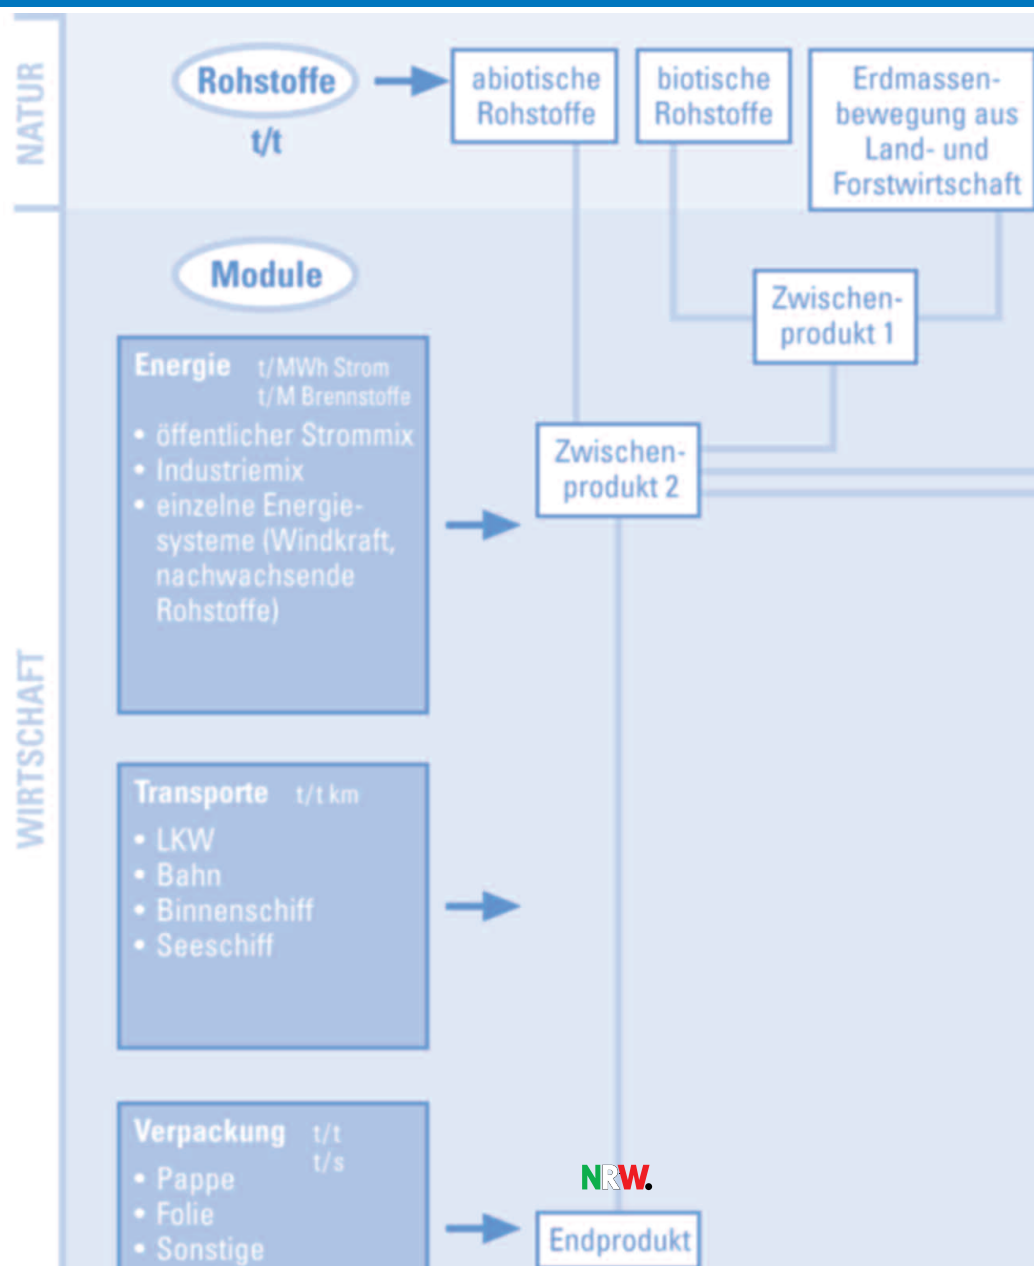 NATUR
Rohstoffe
t/t
abiotische
Rohstoffe
biotische
Rohstoffe
Erdmassen-
bewegung aus
Land- und
Forstwirtschaft
WIRTSCHAFT
Module
Zwischen-
produkt 1
Energie t/MWh Strom
t/M Brennstoffe
• öffentlicher Strommix
• Industriemix
• einzelne Energie-
systeme (Windkraft,
nachwachsende
Rohstoffe)
Zwischen-
produkt 2
Transporte t/t km
• LKW
• Bahn
• Binnenschiff
• Seeschiff
Verpackung t/t
t/s
• Pappe
• Folie
• Sonstige
NRW.
Endprodukt